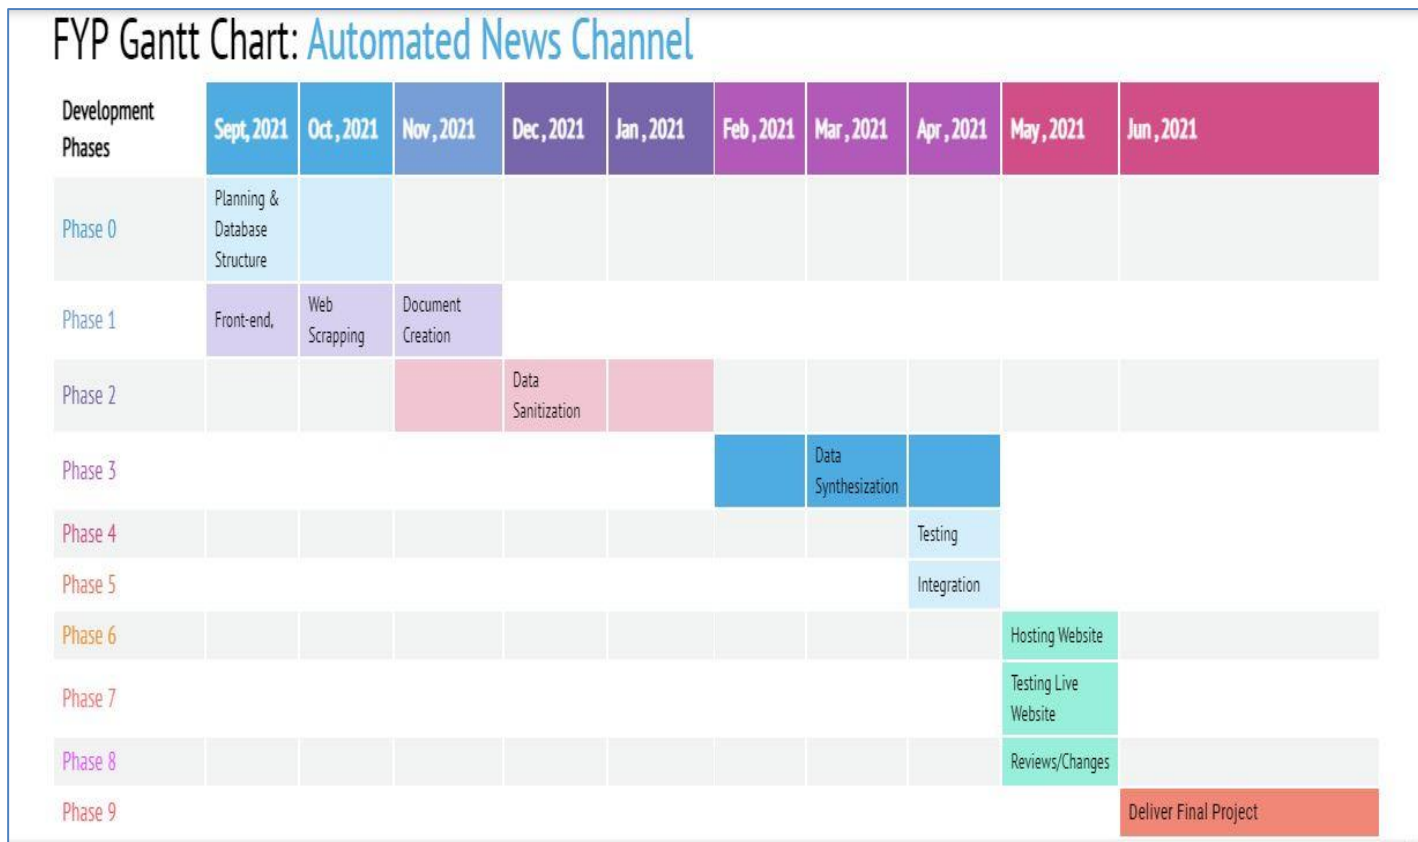 FYP Gantt Chart: Automated News Channel
Development
Phases
Sept, 2021
Oct , 2021
Nov , 2021
Dec , 2021
Jan , 2021
Feb , 2021
Mar , 2021
Apr , 2021
May , 2021
Jun , 2021
Phase 0
Planning &
Database
Structure
Phase 1
Front-end,
Web
Scrapping
Document
Creation
Phase 2
Data
Sanitization
Phase 3
Data
Synthesization
Phase 4
Testing
Phase 5
Integration
Phase 6
Hosting Website
Phase 7
Testing Live
Website
Phase 8
Reviews/Changes
Phase 9
Deliver Final Project